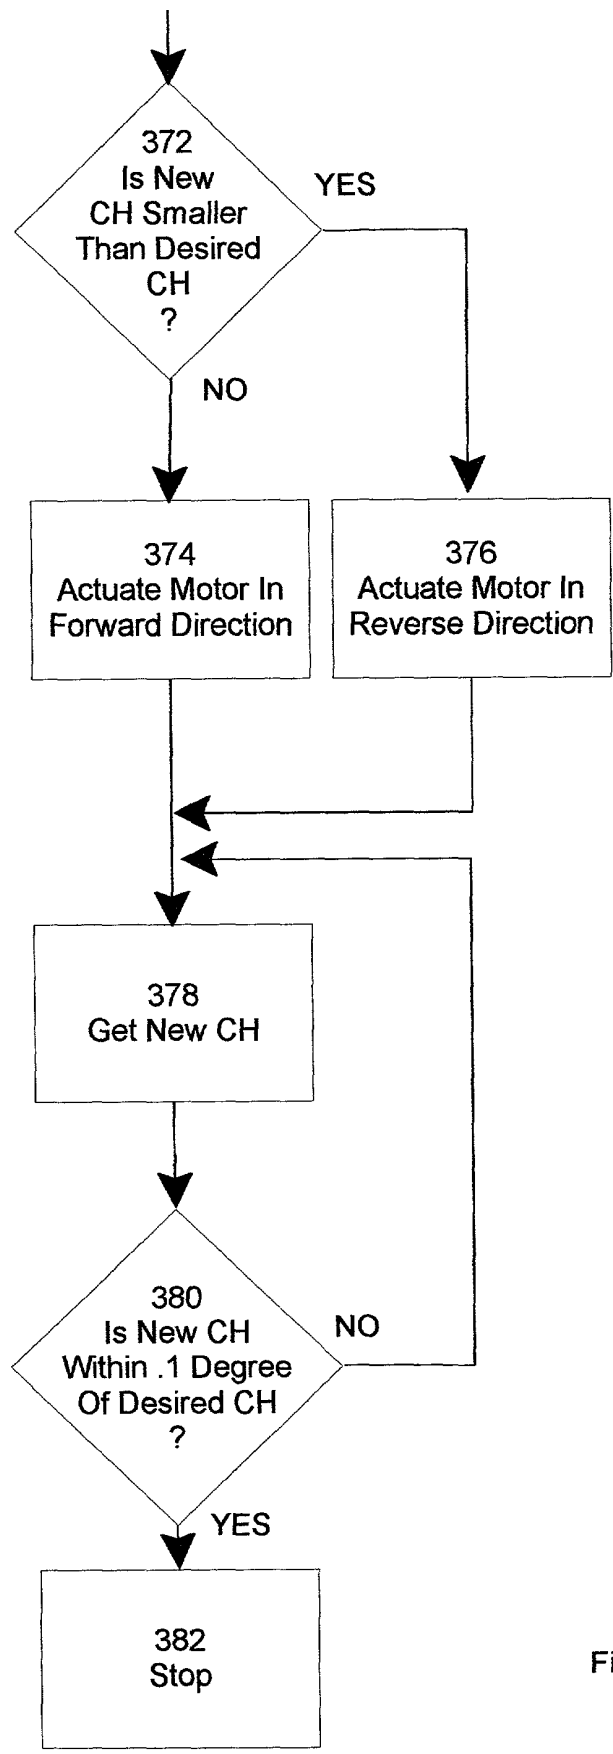 372
Is New
CH Smaller
Than Desired
CH
?
YES
NO
374
Actuate Motor In
Forward Direction
376
Actuate Motor In
Reverse Direction
378
Get New CH
380
Is New CH
Within .1 Degree
Of Desired CH
?
NO
YES
382
Stop